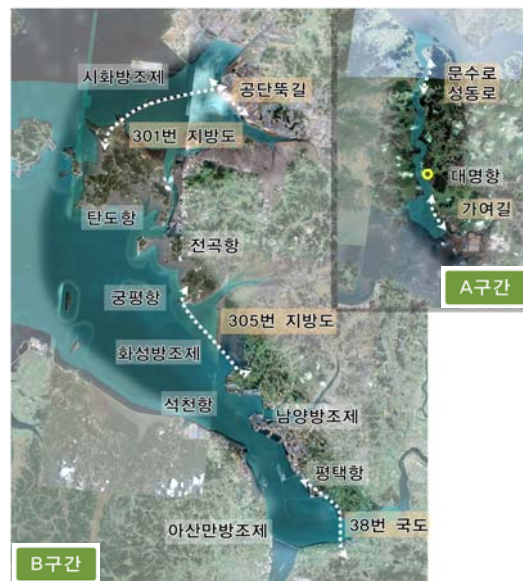 시화방조제
공단뚝길
301번 지방도
탄도항
전곡항
궁평항
305번 지방도
화성방조제
석천항
남양방조제
평택항
아산만방조제
38번 국도
B구간
문수로
성동로
대명항
가여길
A구간